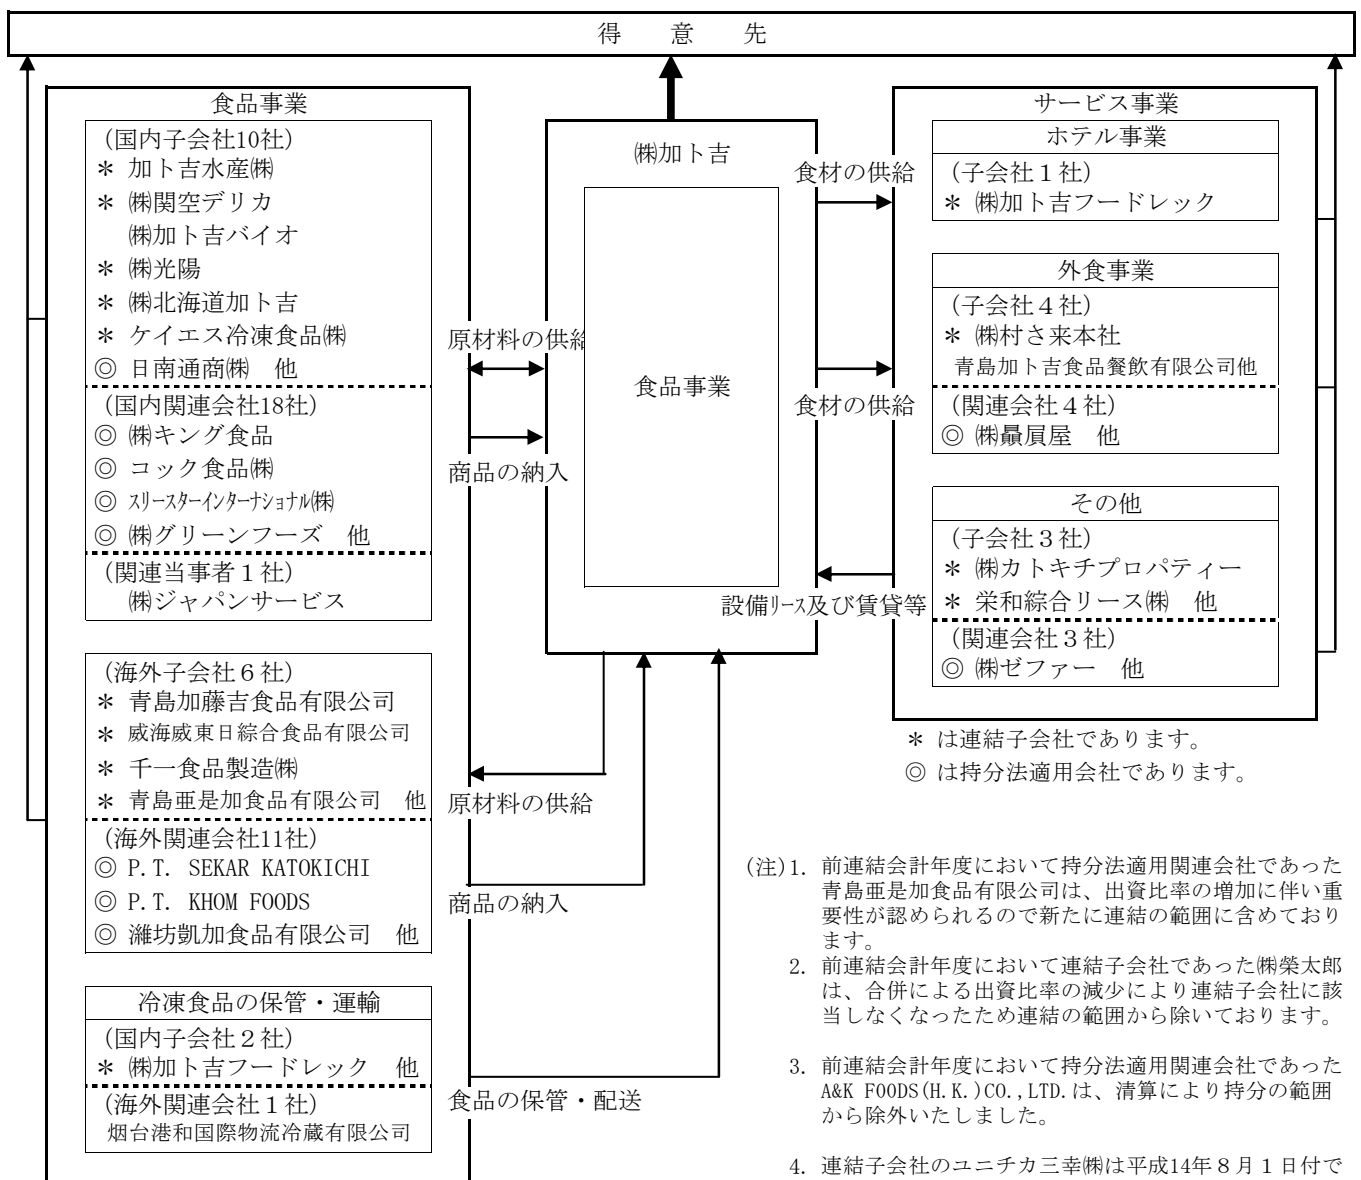 得　意　先
食品事業
(国内子会社10社)
＊ 加ト吉水産㈱
＊ ㈱関空デリカ
㈱加ト吉バイオ
＊ ㈱光陽
＊ ㈱北海道加ト吉
＊ ケイエス冷凍食品㈱
◎ 日南通商㈱　他
(国内関連会社18社)
◎ ㈱キング食品
◎ コック食品㈱
◎ ｽﾘｰｽﾀｰｲﾝﾀｰﾅｼｮﾅﾙ㈱
◎ ㈱グリーンフーズ　他
(関連当事者１社)
㈱ジャパンサービス
(海外子会社６社)
＊ 青島加藤吉食品有限公司
＊ 威海威東日綜合食品有限公司
＊ 千一食品製造㈱
＊ 青島亜是加食品有限公司　他
(海外関連会社11社)
◎ P.T. SEKAR KATOKICHI
◎ P.T. KHOM FOODS
◎ 濰坊凱加食品有限公司　他
冷凍食品の保管・運輸
(国内子会社２社)
＊ ㈱加ト吉フードレック　他
(海外関連会社１社)
烟台港和国際物流冷蔵有限公司
原材料の供給
商品の納入
原材料の供給
商品の納入
食品の保管・配送
㈱加ト吉
食品事業
食材の供給
食材の供給
設備ﾘｰｽ及び賃貸等
サービス事業
ホテル事業
(子会社１社)
＊ ㈱加ト吉フードレック
外食事業
(子会社４社)
＊ ㈱村さ来本社
青島加ト吉食品餐飲有限公司他
(関連会社４社)
◎ ㈱贔屓屋　他
その他
(子会社３社)
＊ ㈱カトキチプロパティー
＊ 栄和綜合リース㈱　他
(関連会社３社)
◎ ㈱ゼファー　他
＊ は連結子会社であります。
◎ は持分法適用会社であります。
(注)1. 前連結会計年度において持分法適用関連会社であった
青島亜是加食品有限公司は、出資比率の増加に伴い重
要性が認められるので新たに連結の範囲に含めており
ます。
2. 前連結会計年度において連結子会社であった㈱榮太郎
は、合併による出資比率の減少により連結子会社に該
当しなくなったため連結の範囲から除いております。
3. 前連結会計年度において持分法適用関連会社であった
A&K FOODS(H.K.)CO.,LTD.は、清算により持分の範囲
から除外いたしました。
4. 連結子会社のユニチカ三幸㈱は平成14年８月１日付で